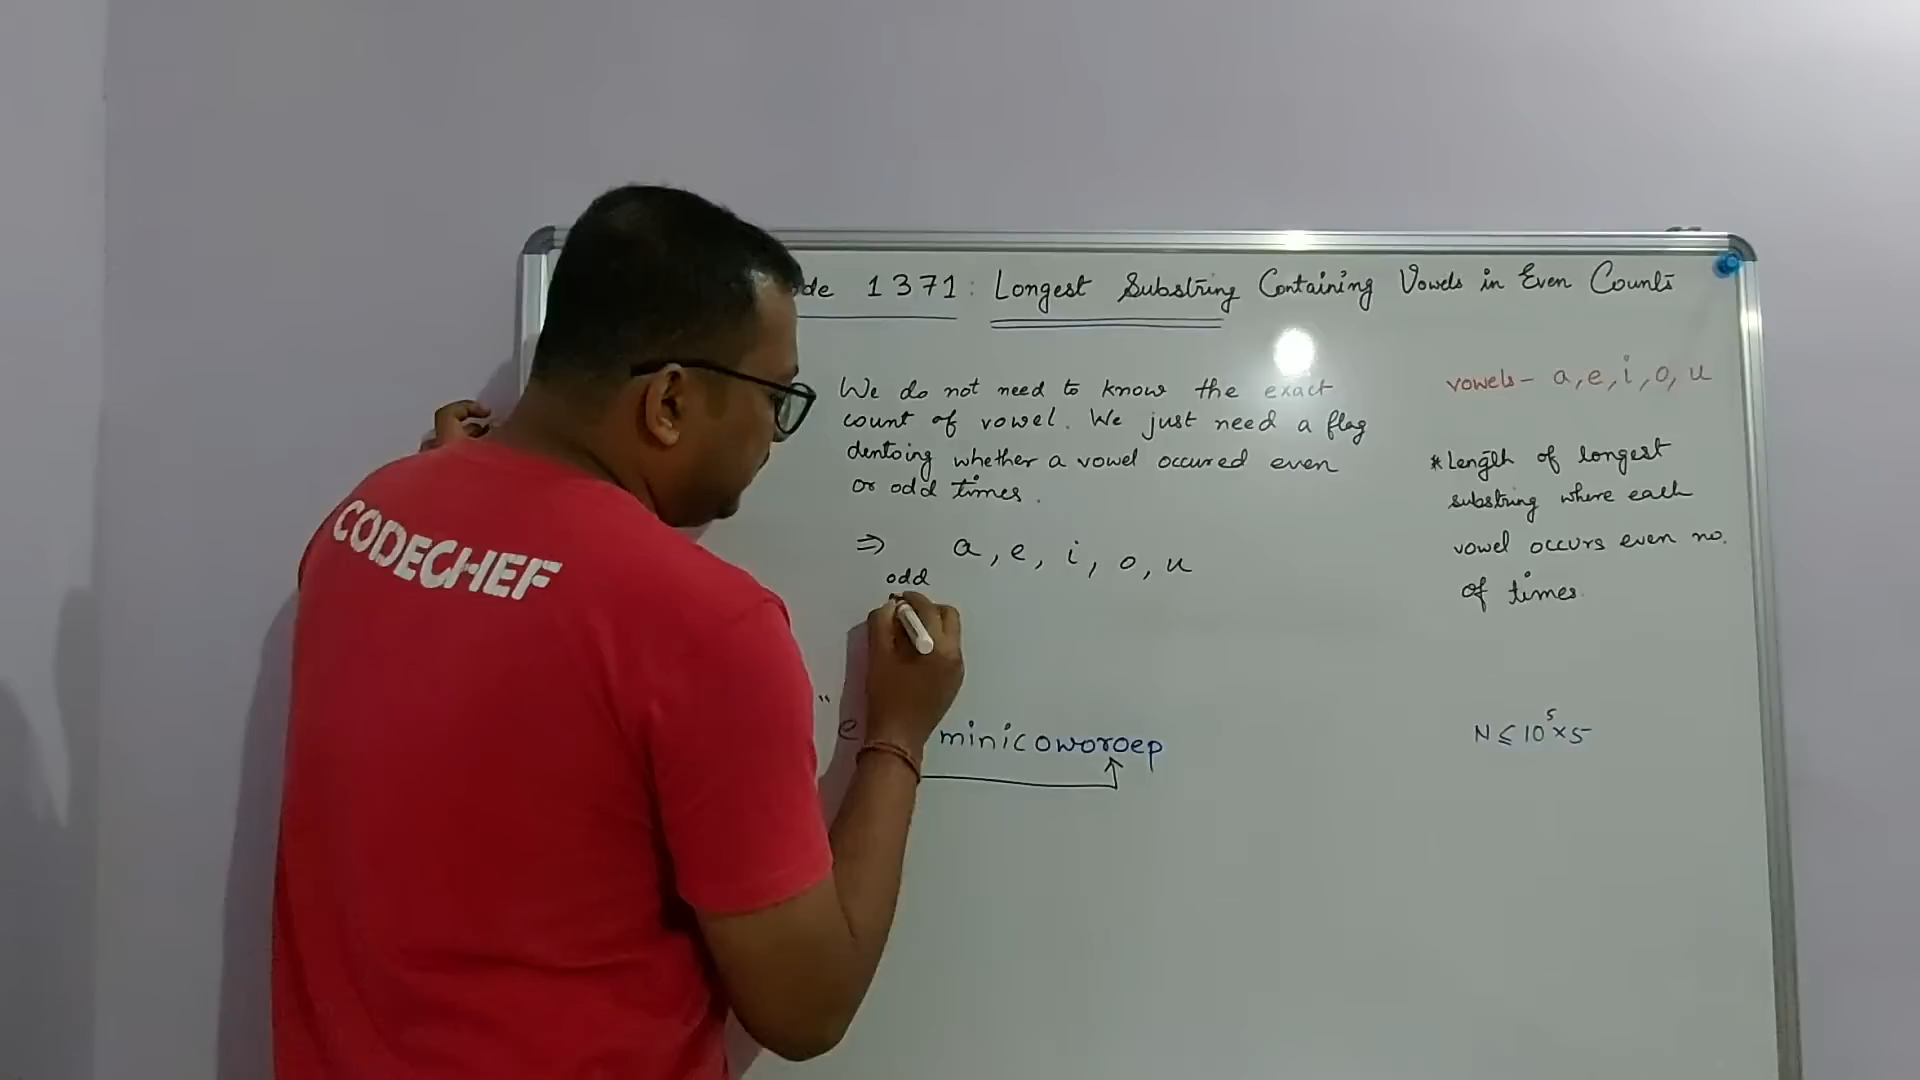 de 1371: Longest Substring Containing Vowels in Even Counts
We do not need to know the exact
count of vowel. We just need a flag
dentoing whether a vowel occured even
or odd times.
⇒ a, e, i, o, u
odd
"e minicoworoep
vowels - a, e, i, o, u
* Length of longest
substring where each
vowel occurs even no.
of times.
N ≤ 10⁵ × 5
CODECHEF